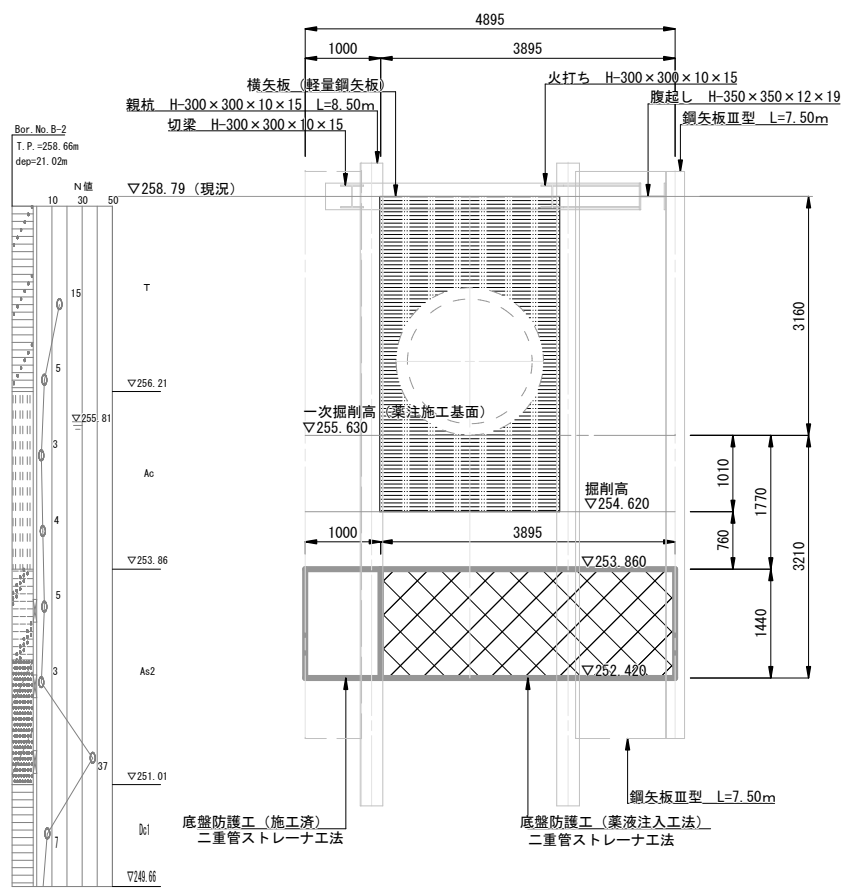 4895
1000
3895
横矢板（軽量鋼矢板）
火打ち H-300×300×10×15
親杭 H-300×300×10×15 L=8.50m
腹起し H-350×350×12×19
切梁 H-300×300×10×15
鋼矢板Ⅲ型 L=7.50m
Bor. No. B-2
T.P.=258.66m
dep=21.02m
N値
10 30 50
▽258.79（現況）
15
T
3160
5
▽256.21
▽255.81
一次掘削高（薬注施工基面）
▽255.630
3
Ac
1010
1770
掘削高
▽254.620
4
760
3210
1000
3895
▽253.86
▽253.860
5
1440
3
As2
▽252.420
37
▽251.01
鋼矢板Ⅲ型 L=7.50m
底盤防護工（施工済）
二重管ストレーナ工法
底盤防護工（薬液注入工法）
二重管ストレーナ工法
7
Dc1
▽249.66